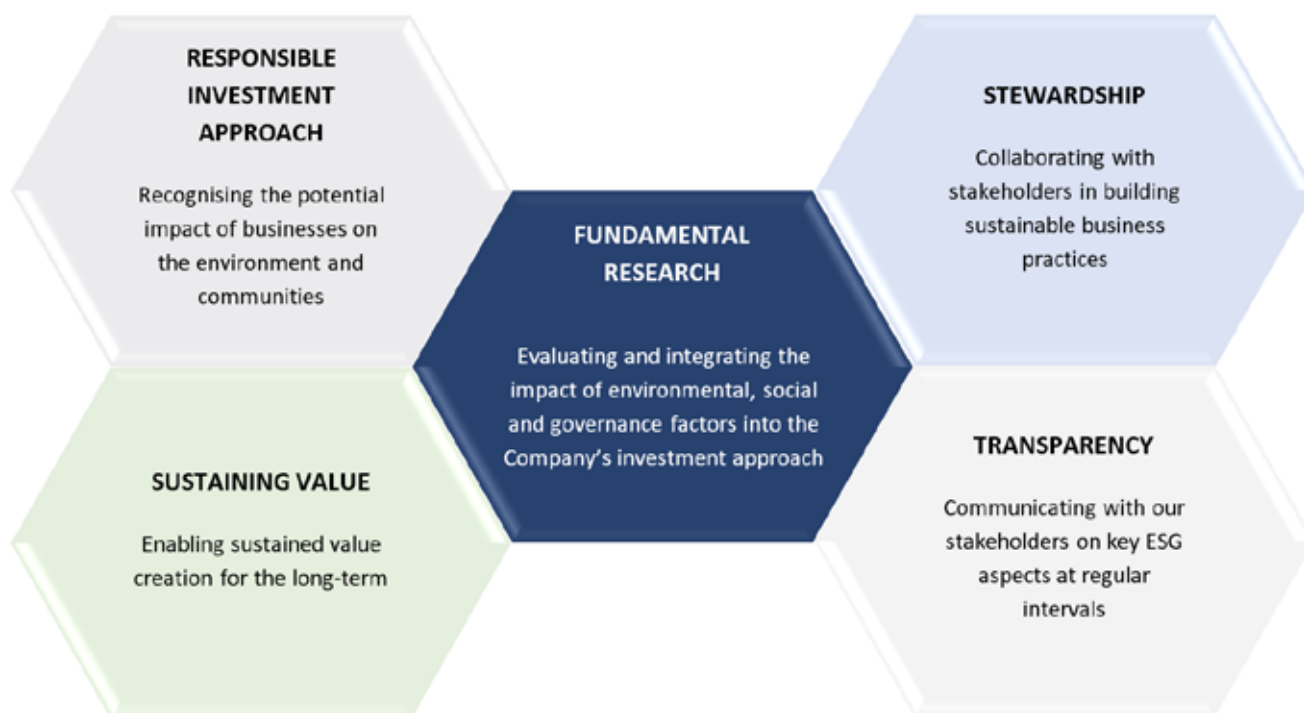 RESPONSIBLE
INVESTMENT
APPROACH
Recognising the potential
impact of businesses on
the environment and
communities
SUSTAINING VALUE
Enabling sustained value
creation for the long-term
FUNDAMENTAL
RESEARCH
Evaluating and integrating the
impact of environmental, social
and governance factors into the
Company's investment approach
STEWARDSHIP
Collaborating with
stakeholders in building
sustainable business
practices
TRANSPARENCY
Communicating with our
stakeholders on key ESG
aspects at regular
intervals